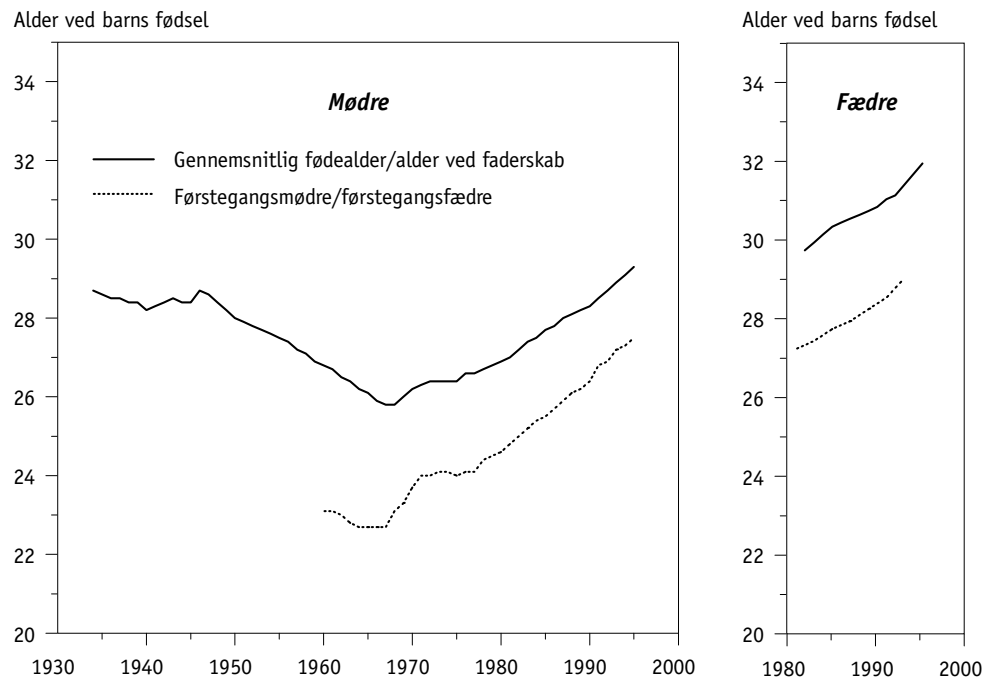 Alder ved barns fødsel
34
32
30
28
26
24
22
20
1930 1940 1950 1960 1970 1980 1990 2000
Mødre
Gennemsnitlig fødealder/alder ved faderskab
Førstegangsmødre/førstegangsfædre
Alder ved barns fødsel
34
32
30
28
26
24
22
20
1980 1990 2000
Fædre